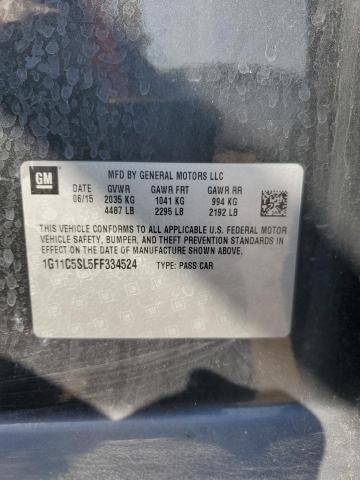 GM
MFD BY GENERAL MOTORS LLC
DATE GVWR GAWR FRT GAWR RR
06/15 2035 KG 1041 KG 994 KG
4487 LB 2295 LB 2192 LB
THIS VEHICLE CONFORMS TO ALL APPLICABLE U.S. FEDERAL MOTOR
VEHICLE SAFETY, BUMPER, AND THEFT PREVENTION STANDARDS IN
EFFECT ON THE DATE OF MANUFACTURE SHOWN ABOVE.
1G11C5SL5FF334524 TYPE: PASS CAR